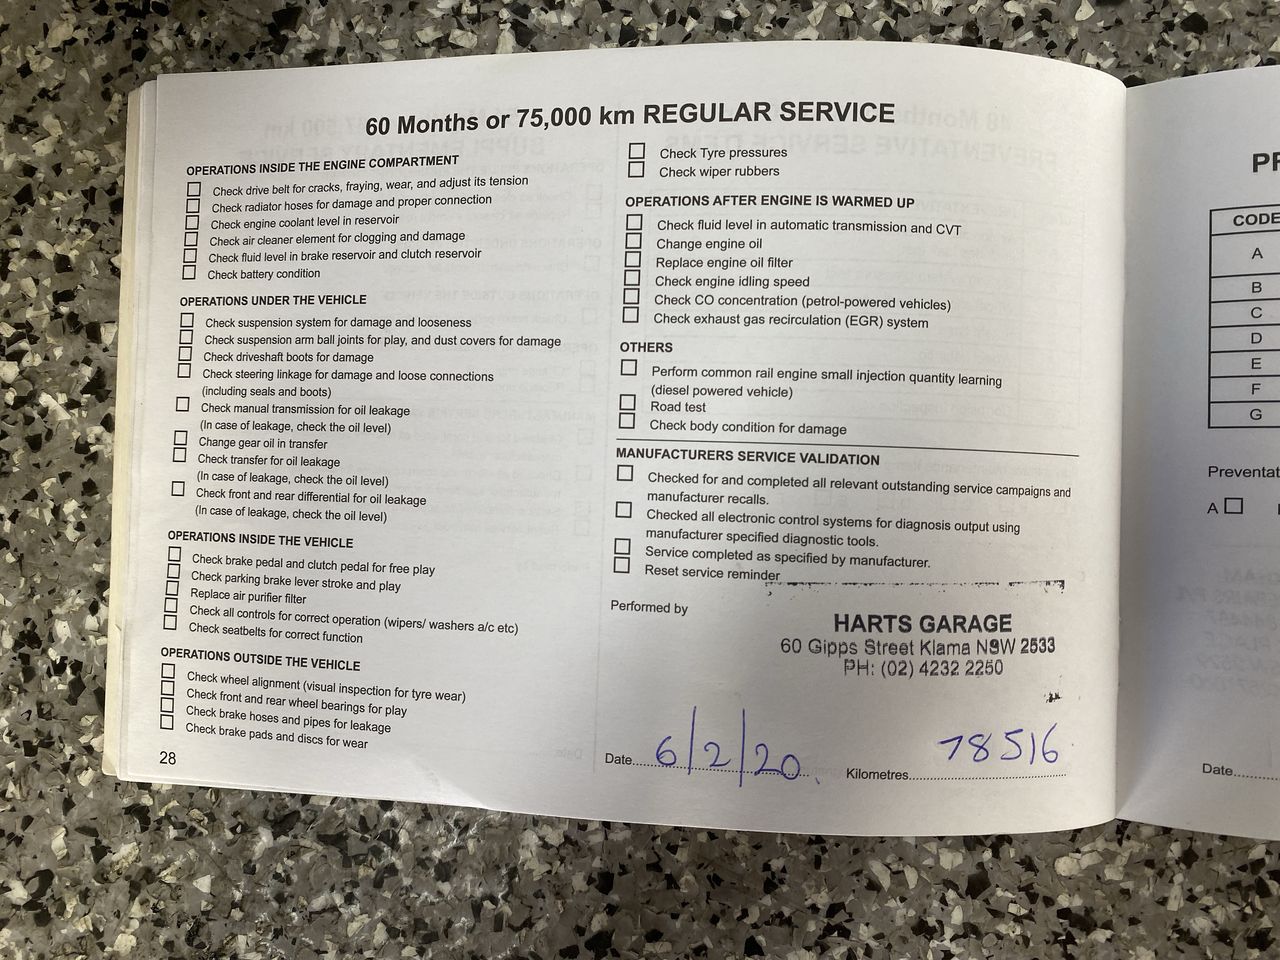 60 Months or 75,000 km REGULAR SERVICE
OPERATIONS INSIDE THE ENGINE COMPARTMENT
Check drive belt for cracks, fraying, wear, and adjust its tension
Check radiator hoses for damage and proper connection
Check engine coolant level in reservoir
Check air cleaner element for clogging and damage
Check fluid level in brake reservoir and clutch reservoir
Check battery condition
OPERATIONS UNDER THE VEHICLE
Check suspension system for damage and looseness
Check suspension arm ball joints for play, and dust covers for damage
Check driveshaft boots for damage
Check steering linkage for damage and loose connections
(including seals and boots)
Check manual transmission for oil leakage
(In case of leakage, check the oil level)
Change gear oil in transfer
Check transfer for oil leakage
(In case of leakage, check the oil level)
Check front and rear differential for oil leakage
(In case of leakage, check the oil level)
OPERATIONS INSIDE THE VEHICLE
Check brake pedal and clutch pedal for free play
Check parking brake lever stroke and play
Replace air purifier filter
Check all controls for correct operation (wipers/ washers a/c etc)
Check seatbelts for correct function
OPERATIONS OUTSIDE THE VEHICLE
Check wheel alignment (visual inspection for tyre wear)
Check front and rear wheel bearings for play
Check brake hoses and pipes for leakage
Check brake pads and discs for wear
28
Check Tyre pressures
Check wiper rubbers
OPERATIONS AFTER ENGINE IS WARMED UP
Check fluid level in automatic transmission and CVT
Change engine oil
Replace engine oil filter
Check engine idling speed
Check CO concentration (petrol-powered vehicles)
Check exhaust gas recirculation (EGR) system
OTHERS
Perform common rail engine small injection quantity learning
(diesel powered vehicle)
Road test
Check body condition for damage
MANUFACTURERS SERVICE VALIDATION
Checked for and completed all relevant outstanding service campaigns and
manufacturer recalls.
Checked all electronic control systems for diagnosis output using
manufacturer specified diagnostic tools.
Service completed as specified by manufacturer.
Reset service reminder
Performed by
HARTS GARAGE
60 Gipps Street Kiama NSW 2533
PH: (02) 4232 2250
Date 6/2/20. Kilometres 78516
PR
CODE
A
B
C
D
E
F
G
Preventat
A
Date